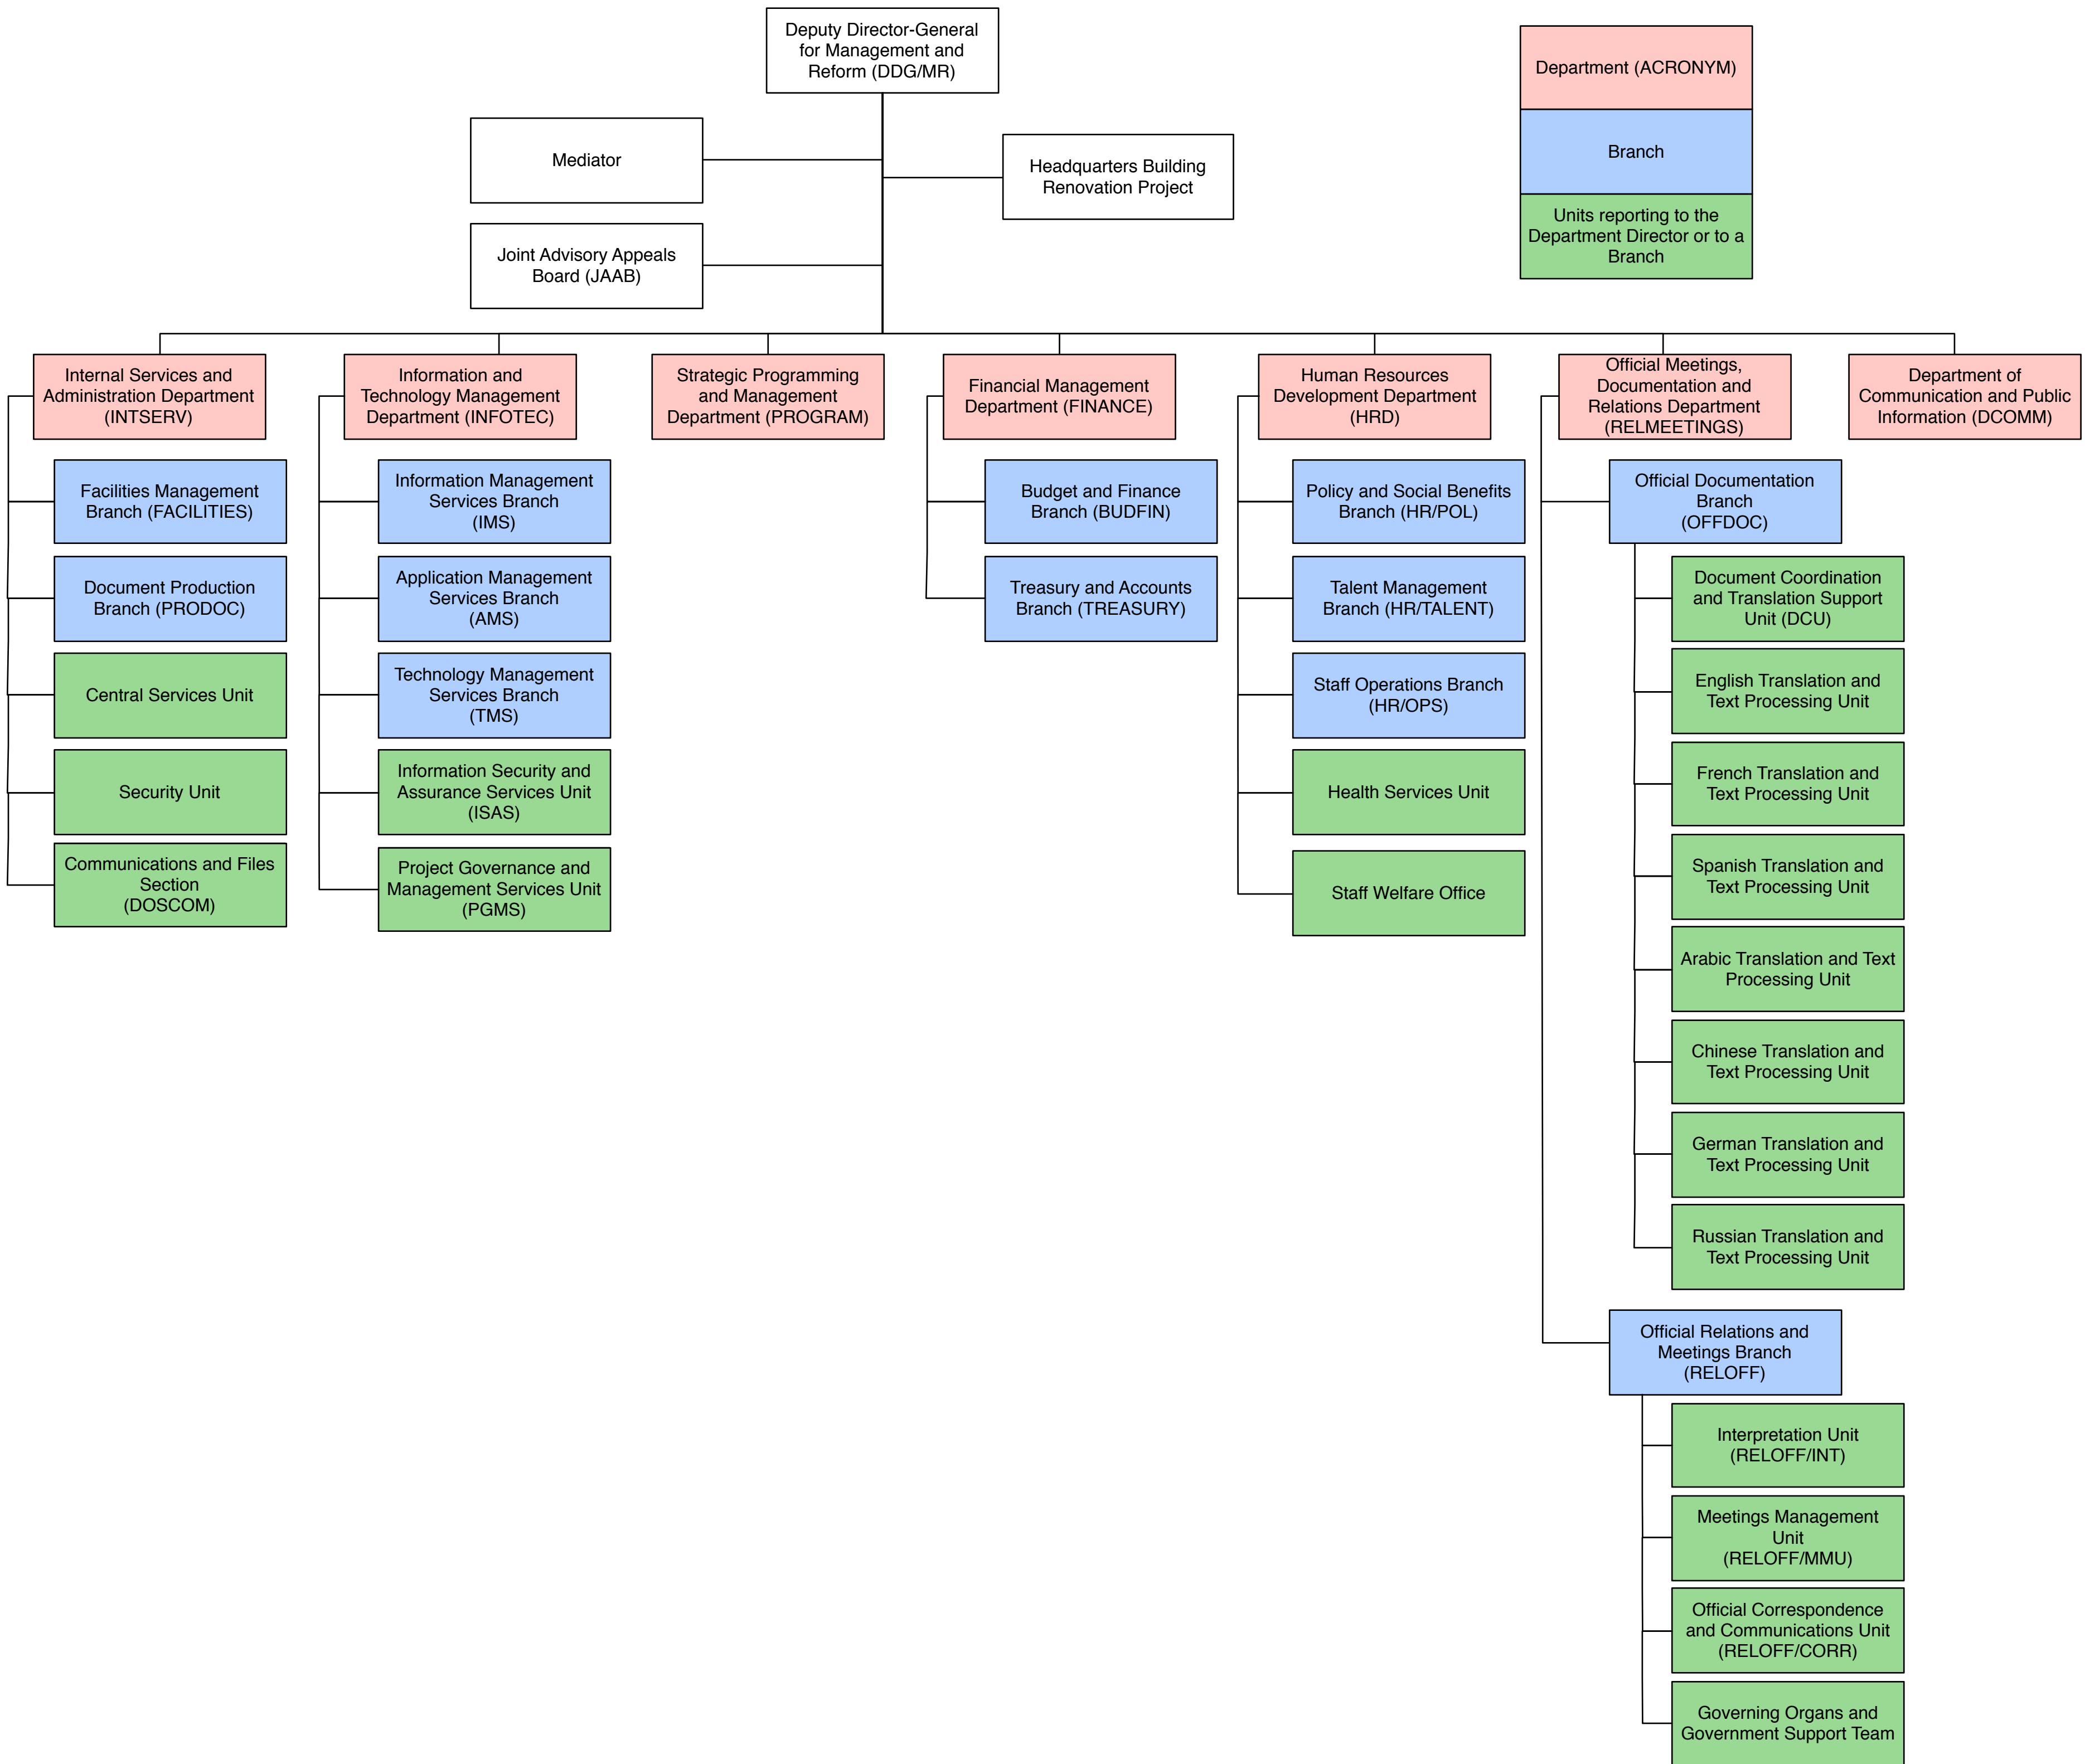 Deputy Director-General
for Management and
Reform (DDG/MR)
Department (ACRONYM)
Branch
Units reporting to the
Department Director or to a
Branch
Mediator
Headquarters Building
Renovation Project
Joint Advisory Appeals
Board (JAAB)
Internal Services and
Administration Department
(INTSERV)
Facilities Management
Branch (FACILITIES)
Document Production
Branch (PRODOC)
Central Services Unit
Security Unit
Communications and Files
Section
(DOSCOM)
Information and
Technology Management
Department (INFOTEC)
Information Management
Services Branch
(IMS)
Application Management
Services Branch
(AMS)
Technology Management
Services Branch
(TMS)
Information Security and
Assurance Services Unit
(ISAS)
Project Governance and
Management Services Unit
(PGMS)
Strategic Programming
and Management
Department (PROGRAM)
Financial Management
Department (FINANCE)
Budget and Finance
Branch (BUDFIN)
Treasury and Accounts
Branch (TREASURY)
Human Resources
Development Department
(HRD)
Policy and Social Benefits
Branch (HR/POL)
Talent Management
Branch (HR/TALENT)
Staff Operations Branch
(HR/OPS)
Health Services Unit
Staff Welfare Office
Official Meetings,
Documentation and
Relations Department
(RELMEETINGS)
Official Documentation
Branch
(OFFDOC)
Document Coordination
and Translation Support
Unit (DCU)
English Translation and
Text Processing Unit
French Translation and
Text Processing Unit
Spanish Translation and
Text Processing Unit
Arabic Translation and Text
Processing Unit
Chinese Translation and
Text Processing Unit
German Translation and
Text Processing Unit
Russian Translation and
Text Processing Unit
Official Relations and
Meetings Branch
(RELOFF)
Interpretation Unit
(RELOFF/INT)
Meetings Management
Unit
(RELOFF/MMU)
Official Correspondence
and Communications Unit
(RELOFF/CORR)
Governing Organs and
Government Support Team
Department of
Communication and Public
Information (DCOMM)